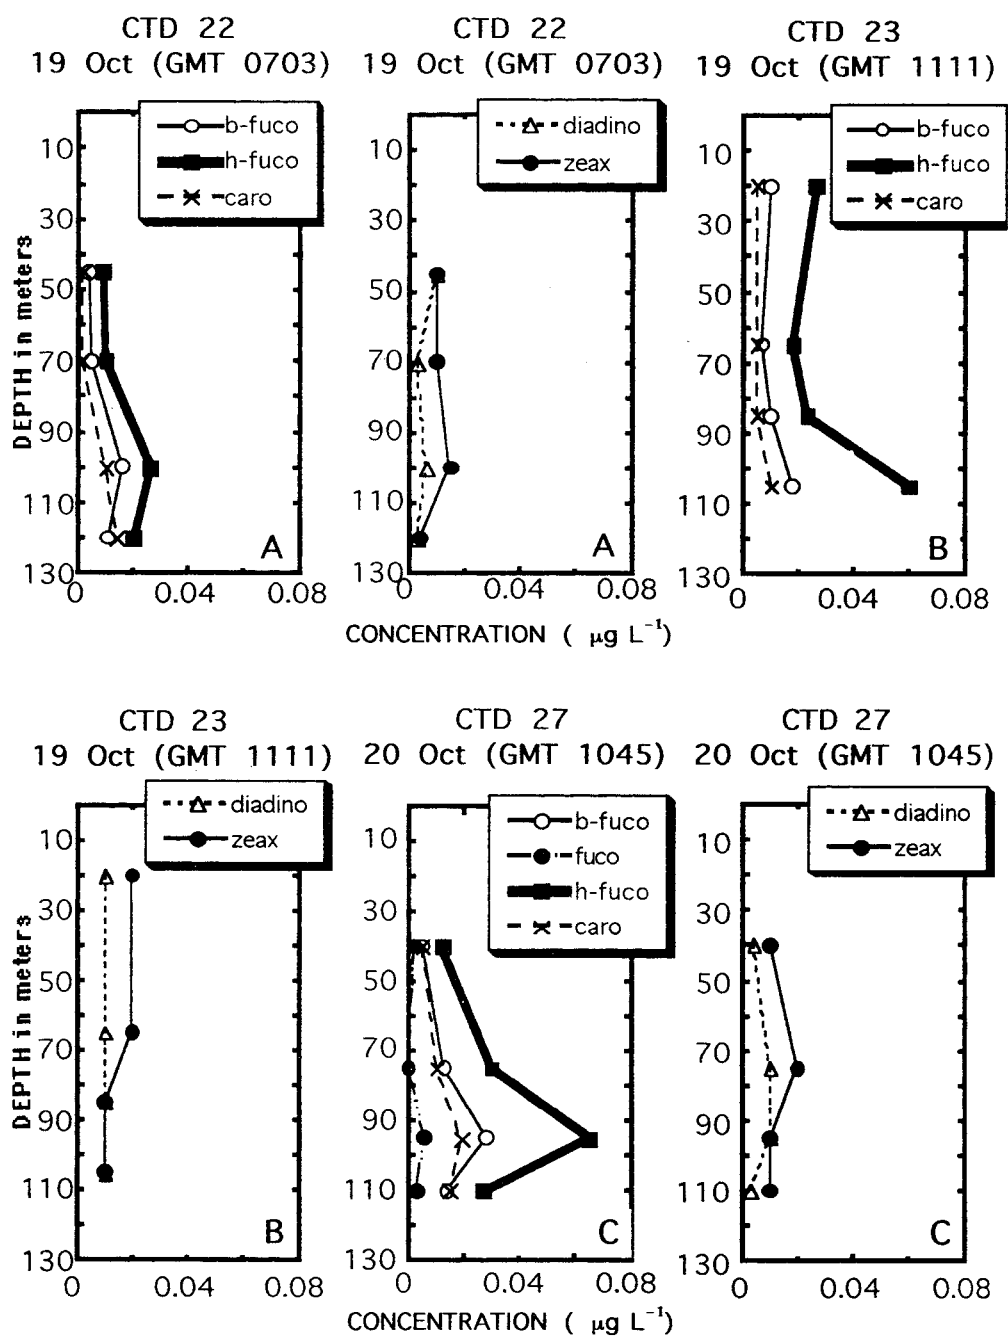 CTD 22
19 Oct (GMT 0703)
b-fuco
h-fuco
caro
DEPTH in meters
10
30
50
70
90
110
130
0
0.04
0.08
A
CTD 22
19 Oct (GMT 0703)
diadino
zeax
10
30
50
70
90
110
130
0
0.04
0.08
A
CTD 23
19 Oct (GMT 1111)
b-fuco
h-fuco
caro
10
30
50
70
90
110
130
0
0.04
0.08
B
CONCENTRATION ( μg L⁻¹)
CTD 23
19 Oct (GMT 1111)
diadino
zeax
DEPTH in meters
10
30
50
70
90
110
130
0
0.04
0.08
B
CTD 27
20 Oct (GMT 1045)
b-fuco
fuco
h-fuco
caro
10
30
50
70
90
110
130
0
0.04
0.08
C
CTD 27
20 Oct (GMT 1045)
diadino
zeax
10
30
50
70
90
110
130
0
0.04
0.08
C
CONCENTRATION ( μg L⁻¹)